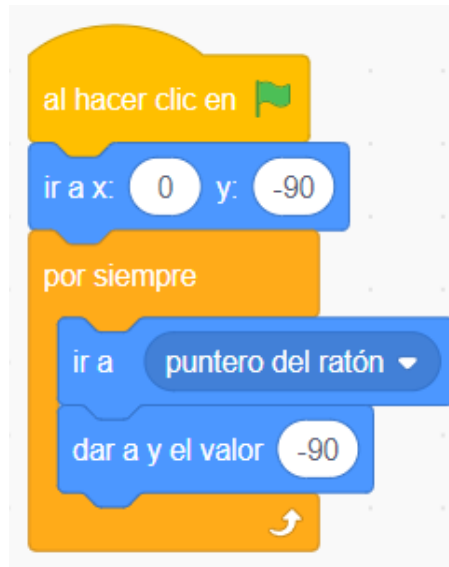 al hacer clic en
ir a x: 0 y: -90
por siempre
ir a puntero del ratón
dar a y el valor -90